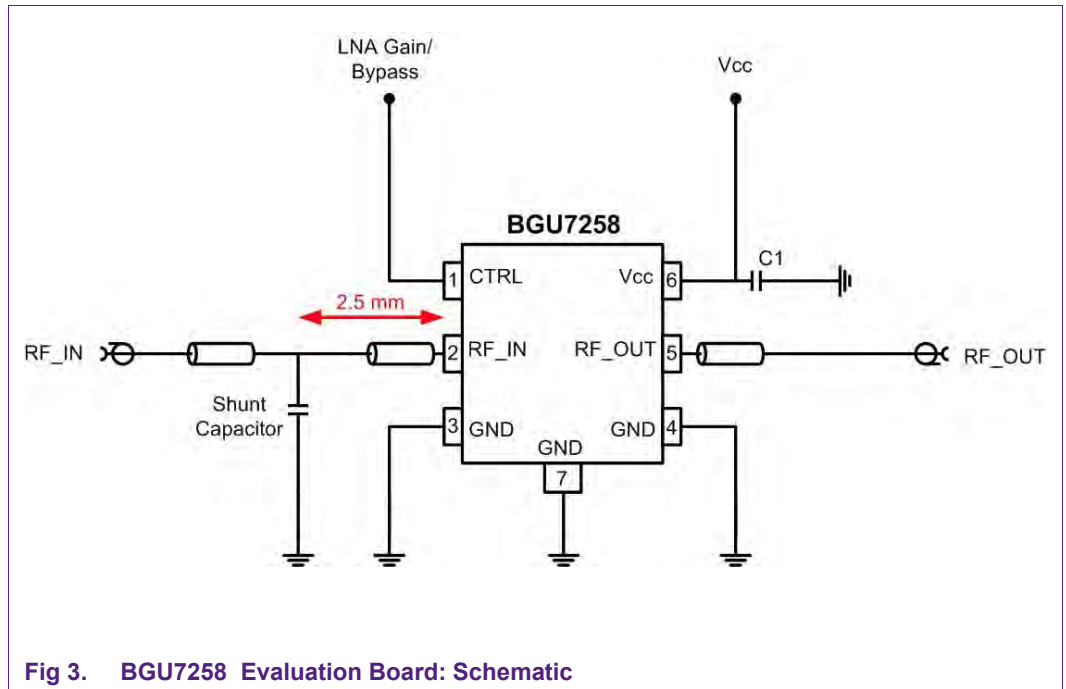 LNA Gain/
Bypass
Vcc
BGU7258
C1
1 CTRL
Vcc 6
2.5 mm
RF_IN
2 RF_IN
RF_OUT 5
RF_OUT
Shunt
Capacitor
3 GND
GND 4
GND
7
Fig 3. BGU7258 Evaluation Board: Schematic